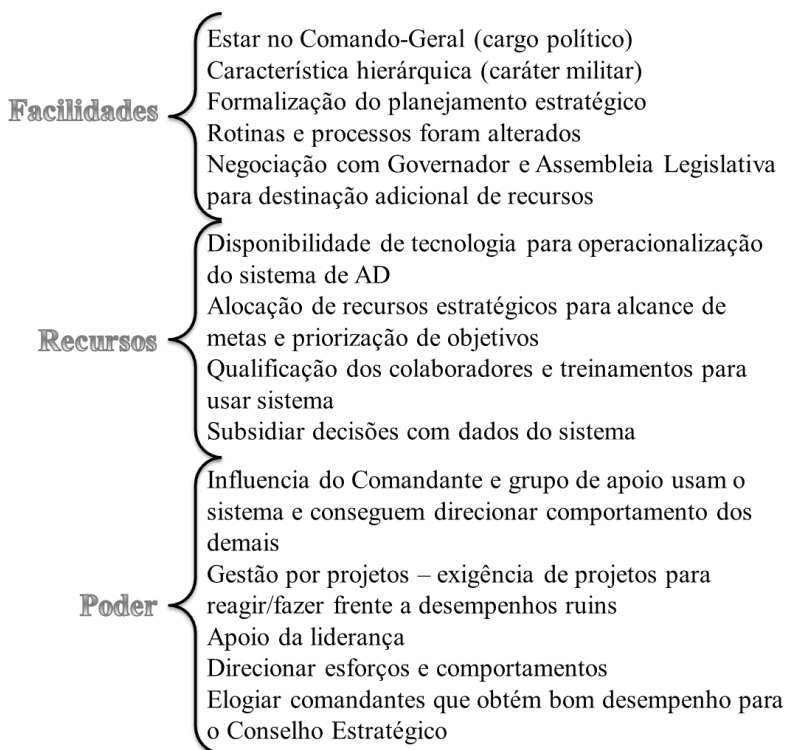 Facilidades
Estar no Comando-Geral (cargo político)
Característica hierárquica (caráter militar)
Formalização do planejamento estratégico
Rotinas e processos foram alterados
Negociação com Governador e Assembleia Legislativa
para destinação adicional de recursos
Recursos
Disponibilidade de tecnologia para operacionalização
do sistema de AD
Alocação de recursos estratégicos para alcance de
metas e priorização de objetivos
Qualificação dos colaboradores e treinamentos para
usar sistema
Subsidiar decisões com dados do sistema
Poder
Influencia do Comandante e grupo de apoio usam o
sistema e conseguem direcionar comportamento dos
demais
Gestão por projetos – exigência de projetos para
reagir/fazer frente a desempenhos ruins
Apoio da liderança
Direcionar esforços e comportamentos
Elogiar comandantes que obtém bom desempenho para
o Conselho Estratégico